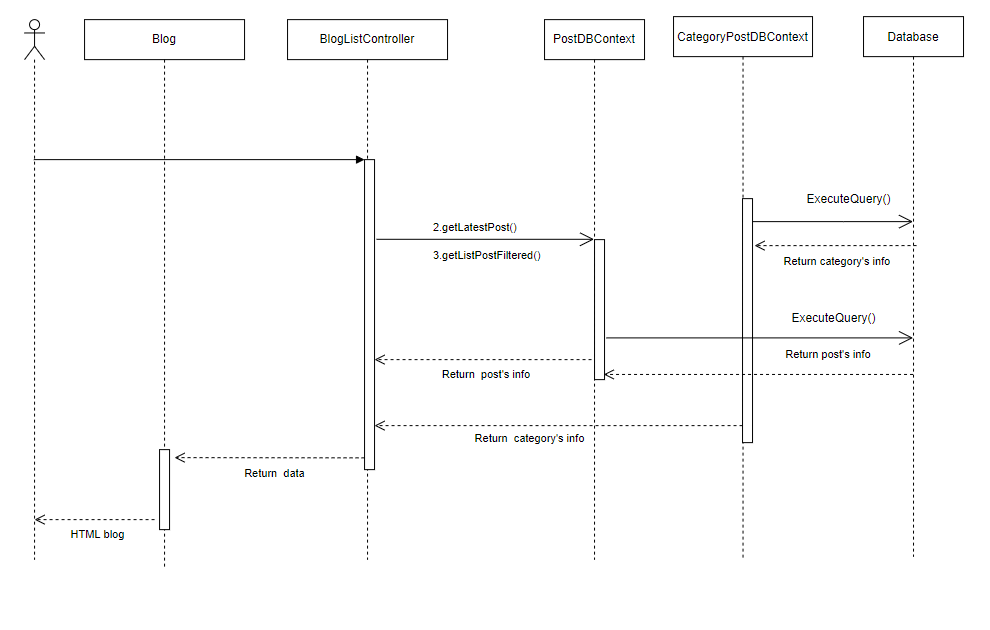 Blog
BlogListController
PostDBContext
CategoryPostDBContext
Database
ExecuteQuery()
2.getLatestPost()
3.getListPostFiltered()
Return category's info
ExecuteQuery()
Return post's info
Return  post's info
Return  category's info
Return  data
HTML blog